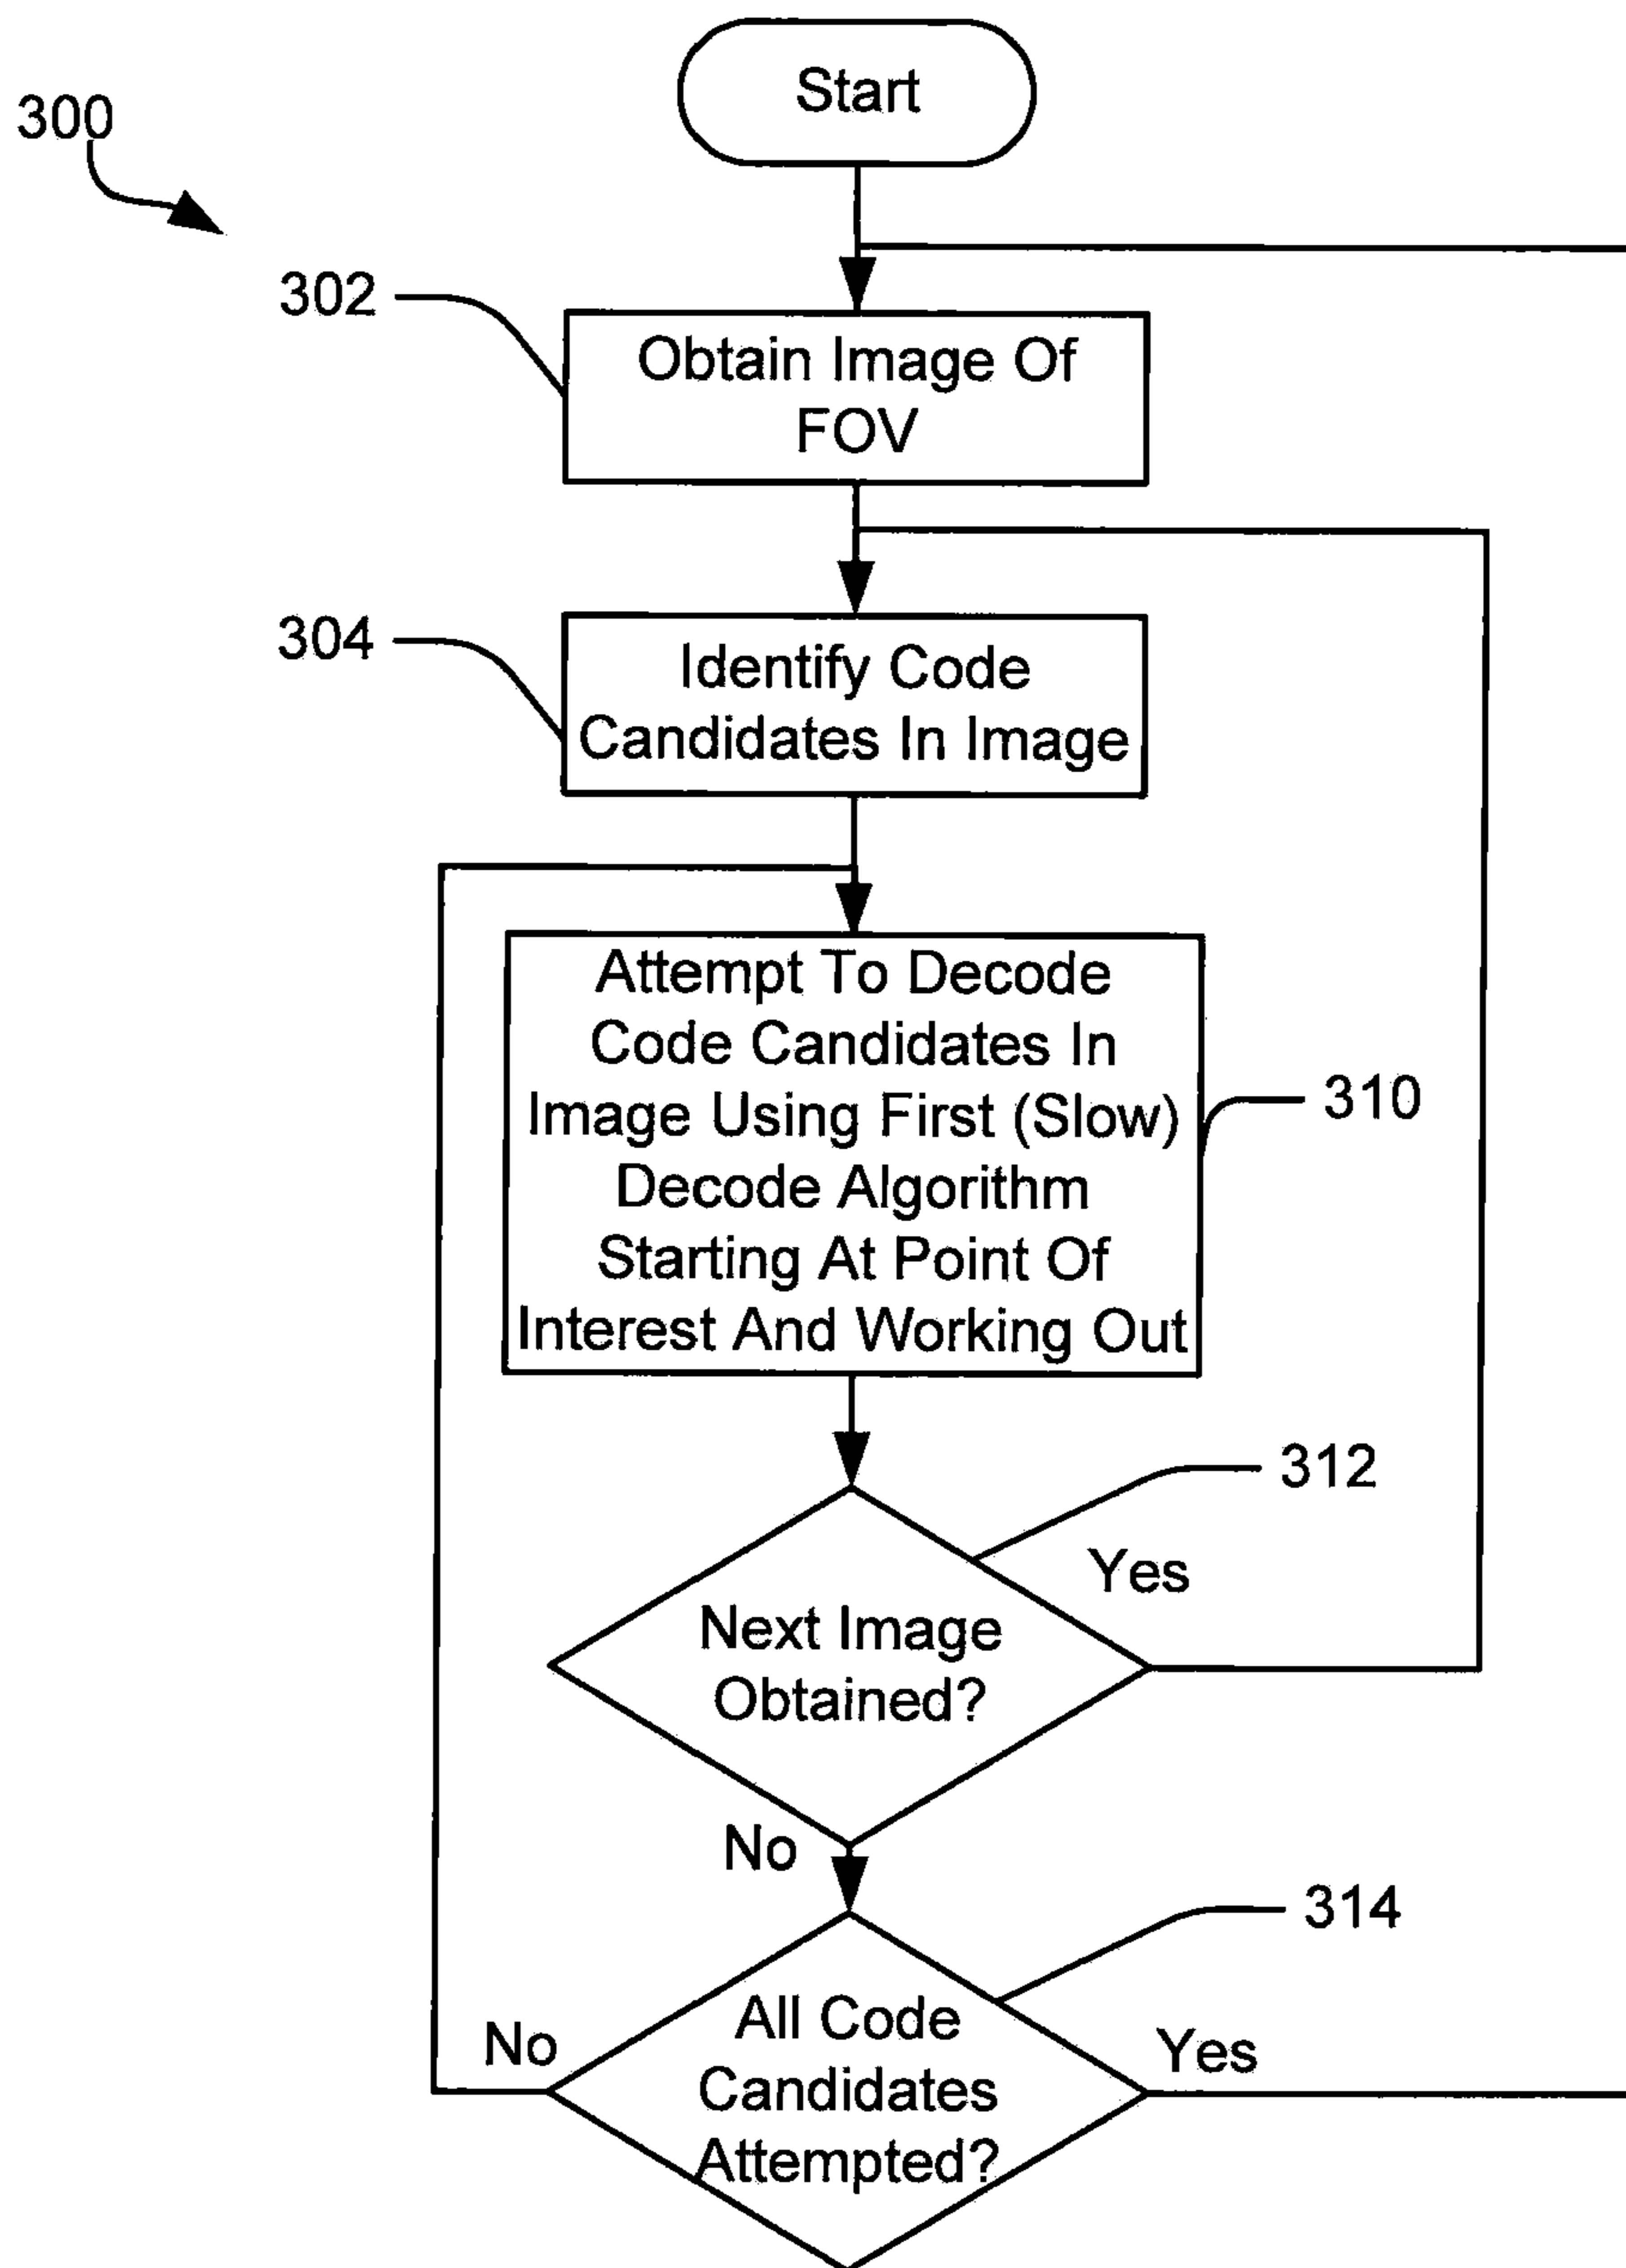 Start
300
302
Obtain Image Of
FOV
304
Identify Code
Candidates In Image
Attempt To Decode
Code Candidates In
Image Using First (Slow)
Decode Algorithm
Starting At Point Of
Interest And Working Out
310
312
Yes
Next Image
Obtained?
No
314
All Code
Candidates
Attempted?
No
Yes